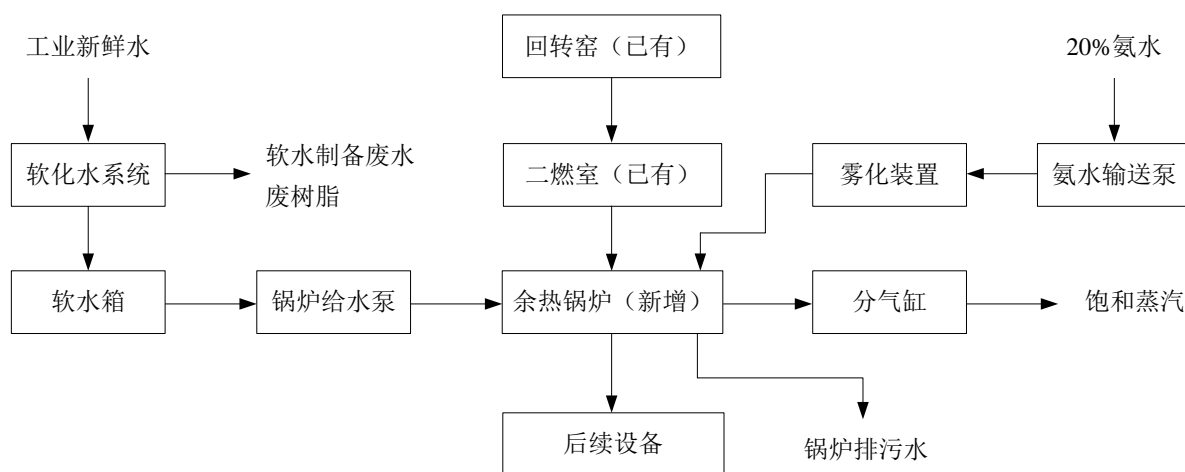 工业新鲜水
回转窑（已有）
20%氨水
软化水系统
软水制备废水
废树脂
二燃室（已有）
雾化装置
氨水输送泵
软水箱
锅炉给水泵
余热锅炉（新增）
分气缸
饱和蒸汽
后续设备
锅炉排污水